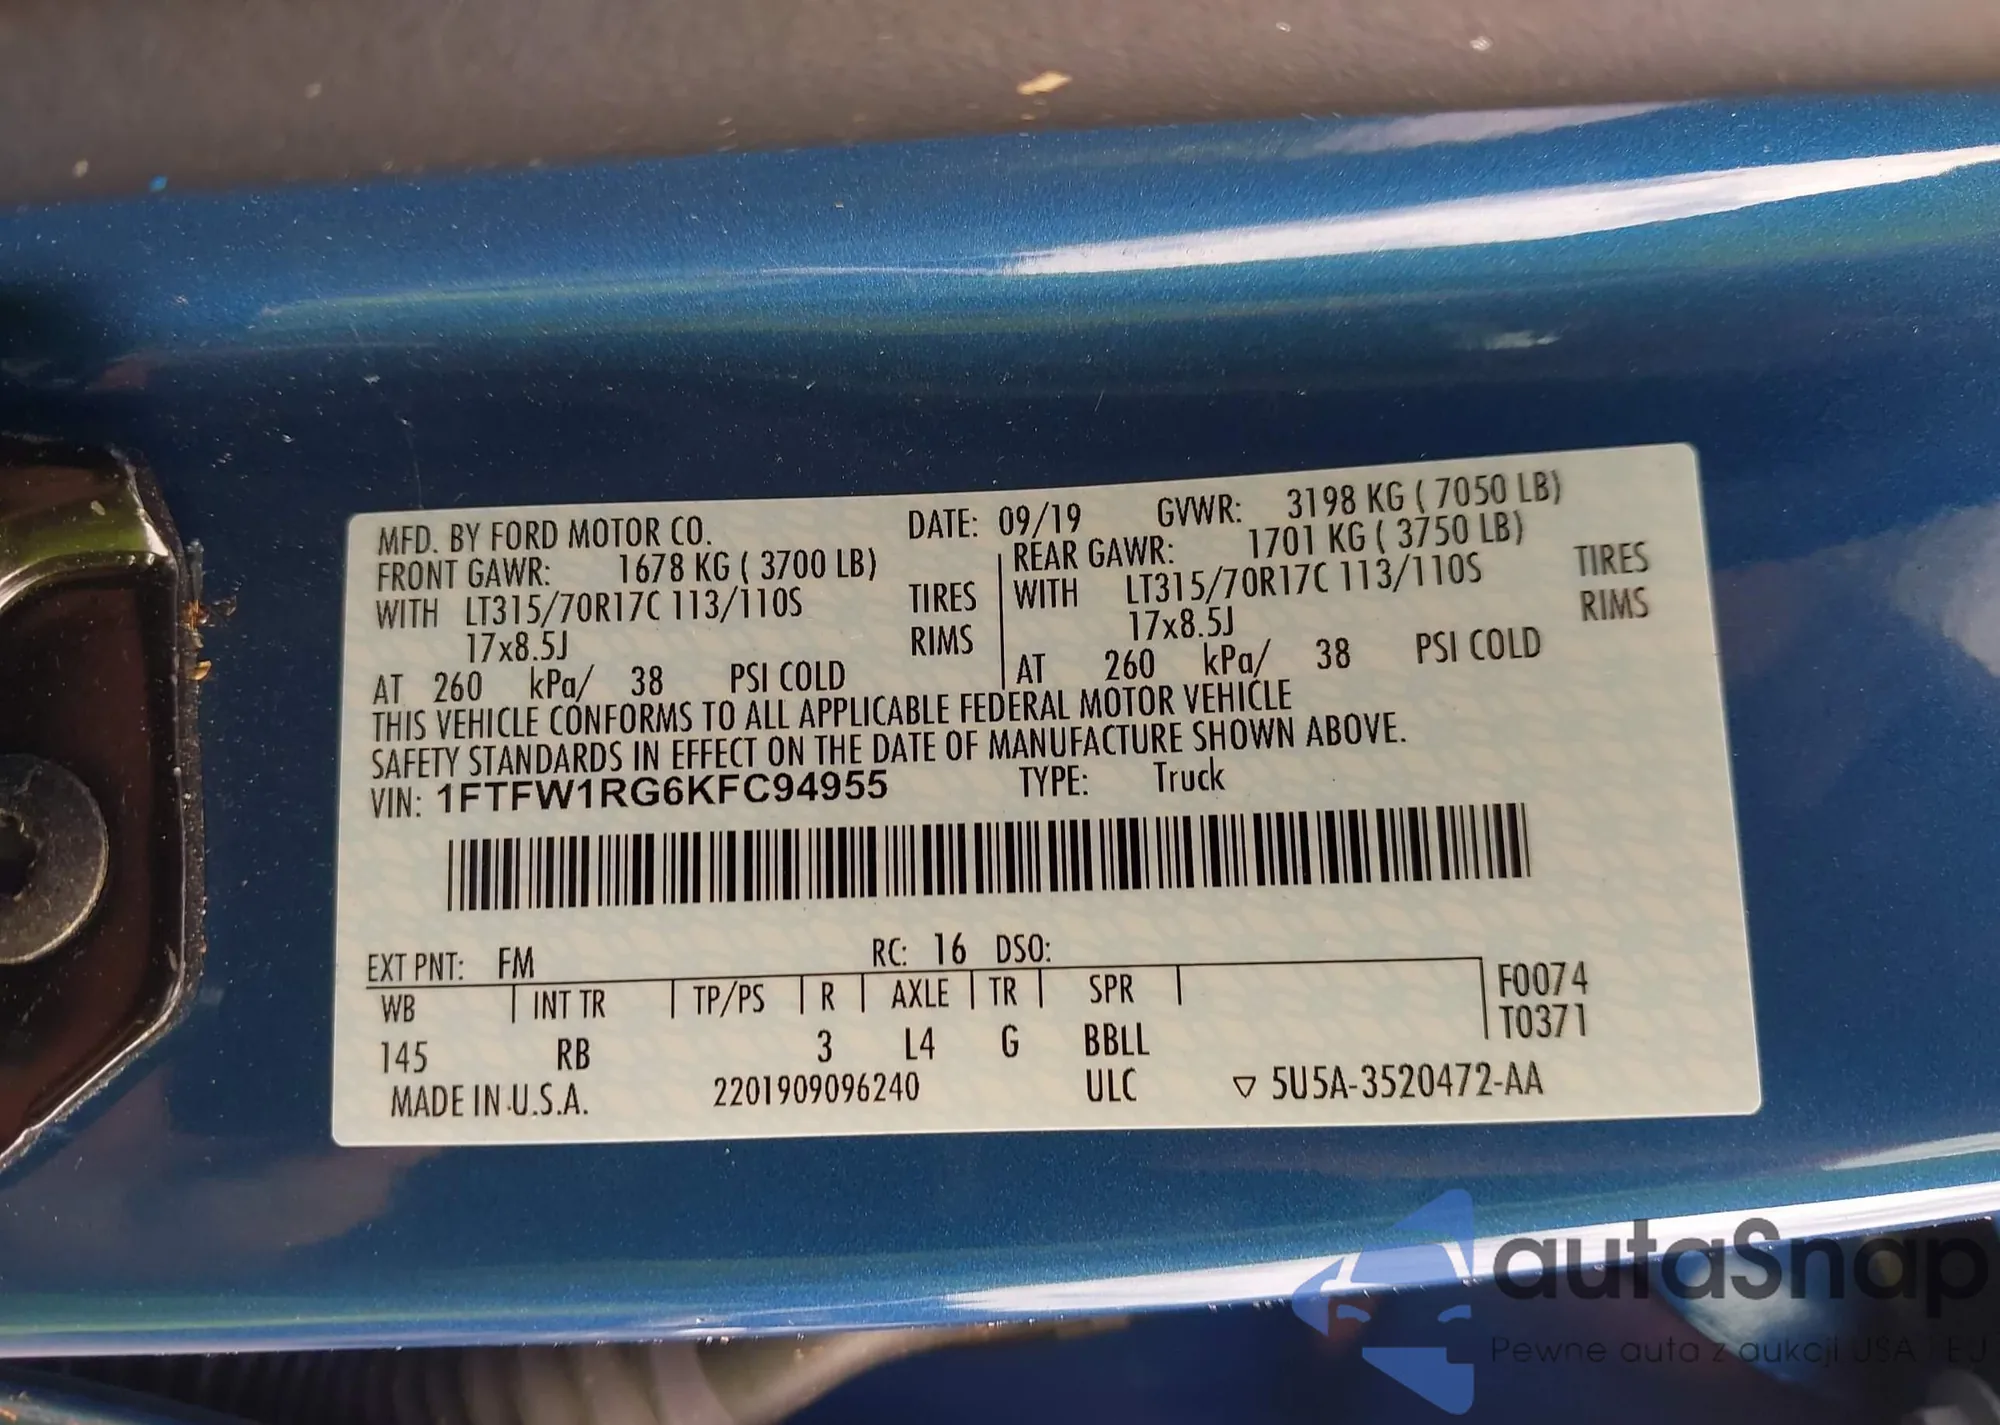 MFD. BY FORD MOTOR CO. DATE: 09/19 GVWR: 3198 KG ( 7050 LB)
FRONT GAWR: 1678 KG ( 3700 LB) REAR GAWR: 1701 KG ( 3750 LB)
WITH LT315/70R17C 113/110S TIRES WITH LT315/70R17C 113/110S TIRES
17x8.5J RIMS 17x8.5J RIMS
AT 260 kPa/ 38 PSI COLD AT 260 kPa/ 38 PSI COLD
THIS VEHICLE CONFORMS TO ALL APPLICABLE FEDERAL MOTOR VEHICLE
SAFETY STANDARDS IN EFFECT ON THE DATE OF MANUFACTURE SHOWN ABOVE.
VIN: 1FTFW1RG6KFC94955 TYPE: Truck
EXT PNT: FM RC: 16 DSO:
WB INT TR TP/PS R AXLE TR SPR F0074
T0371
145 RB 3 L4 G BBLL
MADE IN U.S.A. 2201909096240 ULC ▽ 5U5A-3520472-AA
autaSnap
Pewne auta z aukcji USA i EU